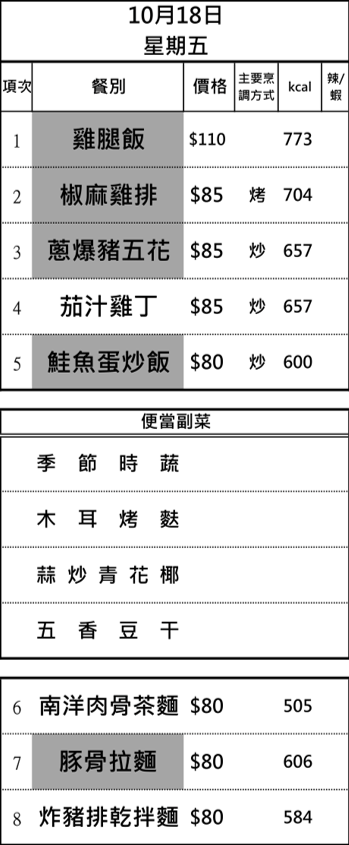 10月18日
星期五
項次 餐別 價格 主要烹調方式 kcal 辣/蝦
1 雞腿飯 $110 773
2 椒麻雞排 $85 烤 704
3 蔥爆豬五花 $85 炒 657
4 茄汁雞丁 $85 炒 657
5 鮭魚蛋炒飯 $80 炒 600
便當副菜
季節時蔬
木耳烤麩
蒜炒青花椰
五香豆干
6 南洋肉骨茶麵 $80 505
7 豚骨拉麵 $80 606
8 炸豬排乾拌麵 $80 584